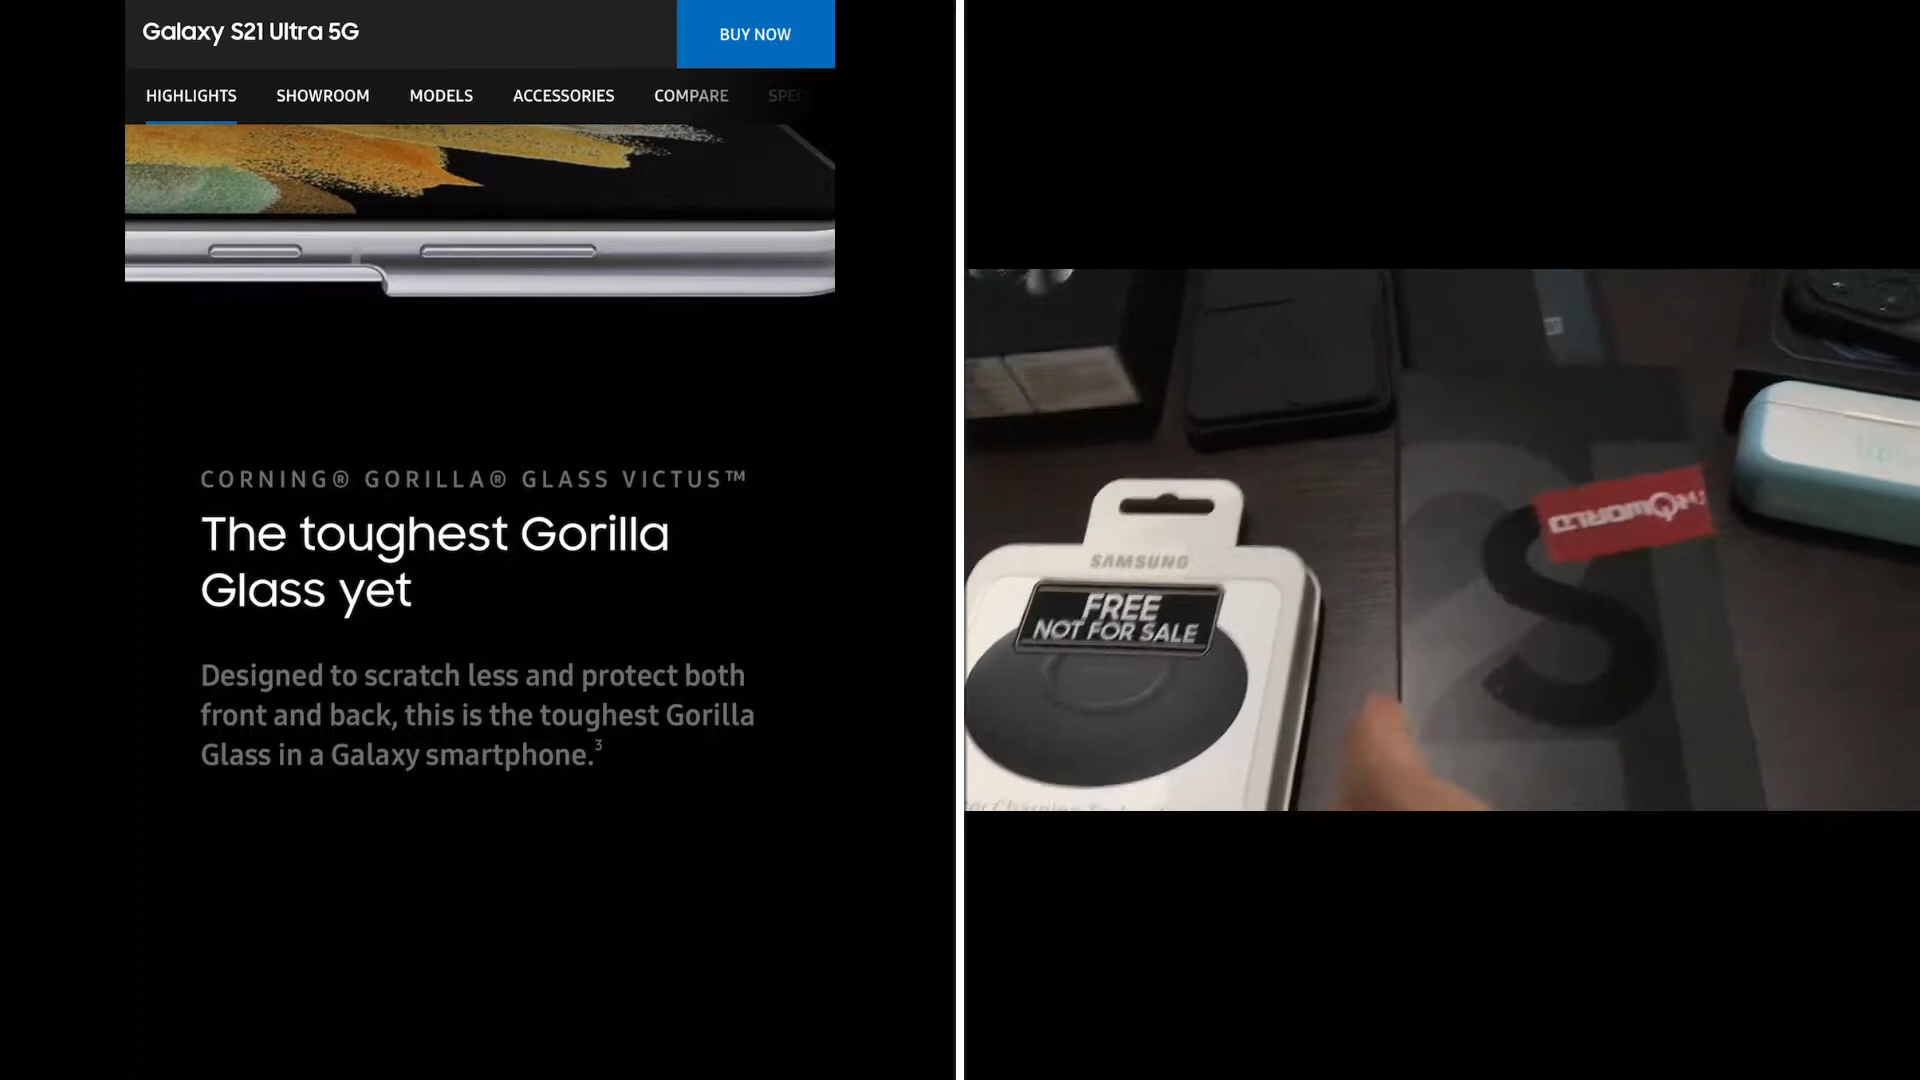 Galaxy S21 Ultra 5G
BUY NOW
HIGHLIGHTS SHOWROOM MODELS ACCESSORIES COMPARE SPEC
CORNING® GORILLA® GLASS VICTUS™
The toughest Gorilla
Glass yet
Designed to scratch less and protect both
front and back, this is the toughest Gorilla
Glass in a Galaxy smartphone.3
SAMSUNG
FREE
NOT FOR SALE
S